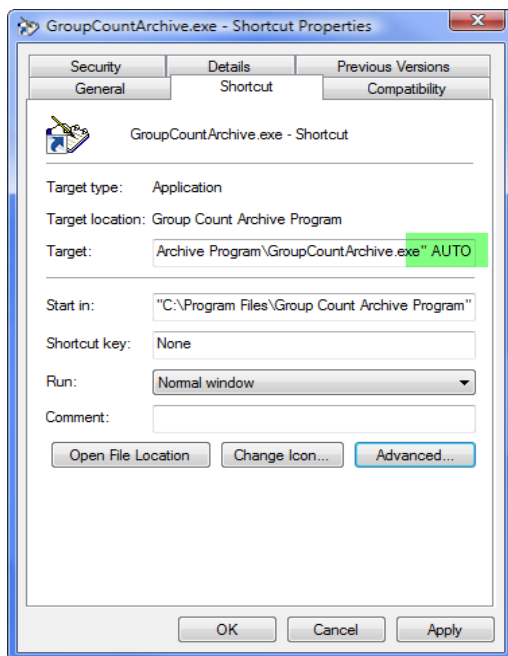 GroupCountArchive.exe - Shortcut Properties
Security Details Previous Versions
General Shortcut Compatibility
GroupCountArchive.exe - Shortcut
Target type: Application
Target location: Group Count Archive Program
Target: Archive Program\GroupCountArchive.exe" AUTO
Start in: "C:\Program Files\Group Count Archive Program"
Shortcut key: None
Run: Normal window
Comment:
Open File Location Change Icon... Advanced...
OK Cancel Apply